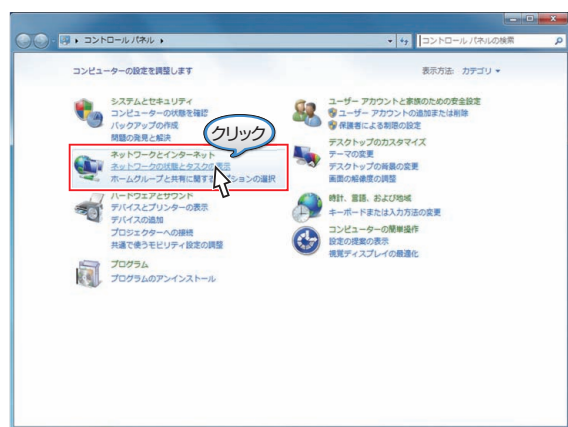 コントロール パネル
コントロール パネルの検索
コンピューターの設定を調整します
表示方法: カテゴリ
システムとセキュリティ
コンピューターの状態を確認
バックアップの作成
問題の発見と解決
クリック
ネットワークとインターネット
ネットワークの状態とタスクの表示
ホームグループと共有に関する
ションの選択
ハードウェアとサウンド
デバイスとプリンターの表示
デバイスの追加
プロジェクターへの接続
共通で使うモビリティ設定の調整
プログラム
プログラムのアンインストール
ユーザー アカウントと家族のための安全設定
ユーザー アカウントの追加または削除
保護者による制限の設定
デスクトップのカスタマイズ
テーマの変更
デスクトップの背景の変更
画面の解像度の調整
時計、言語、および地域
キーボードまたは入力方法の変更
コンピューターの簡単操作
設定の提案の表示
視覚ディスプレイの最適化